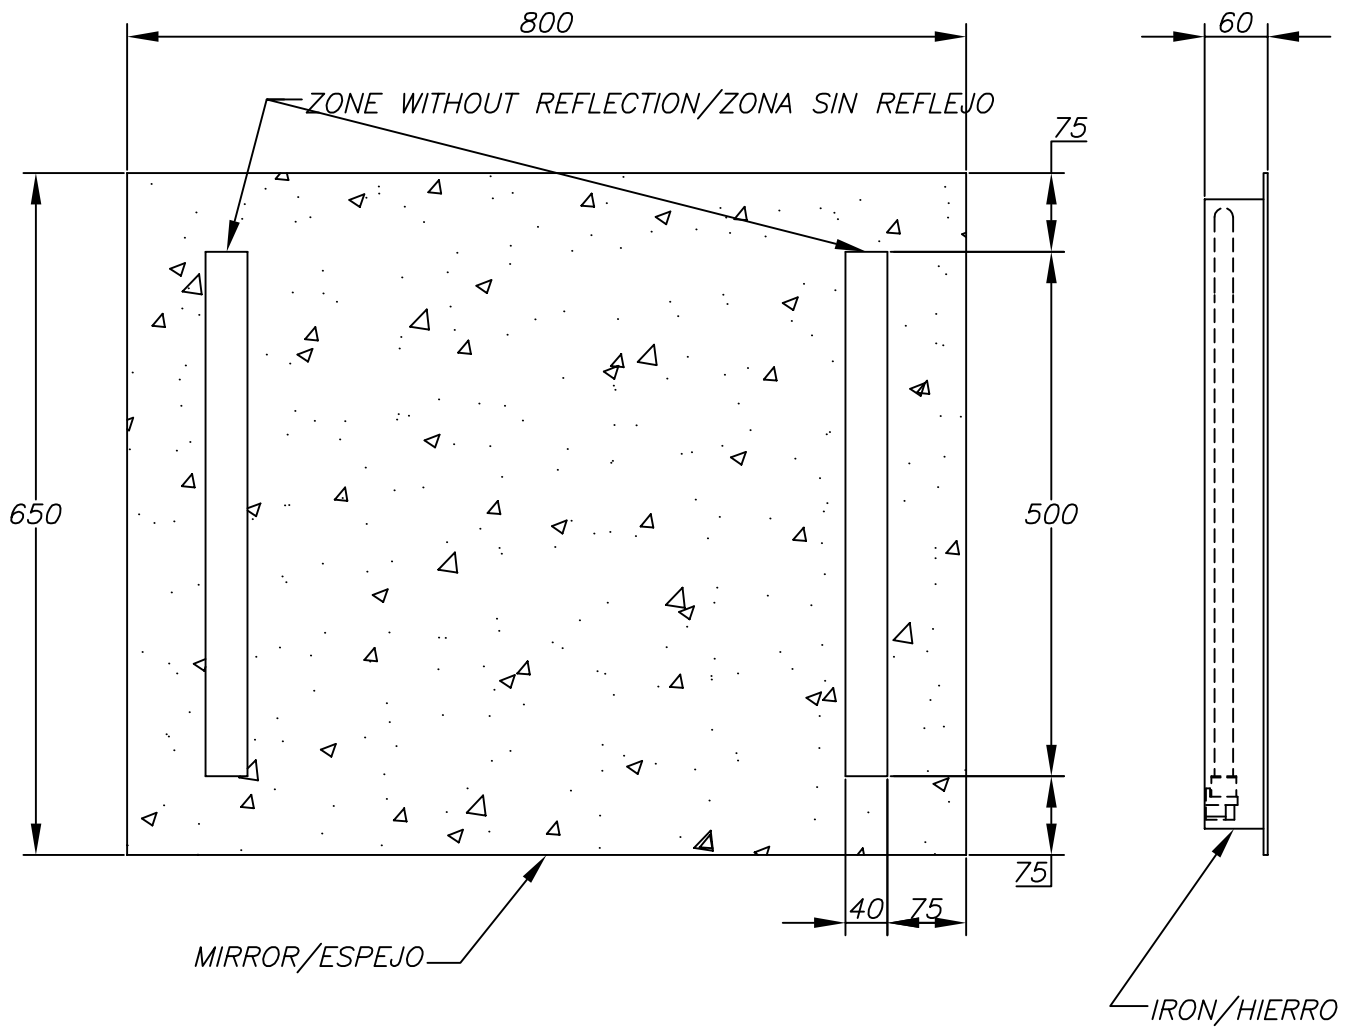 800
60
ZONE WITHOUT REFLECTION/ZONA SIN REFLEJO
75
650
500
75
40
75
MIRROR/ESPEJO
IRON/HIERRO